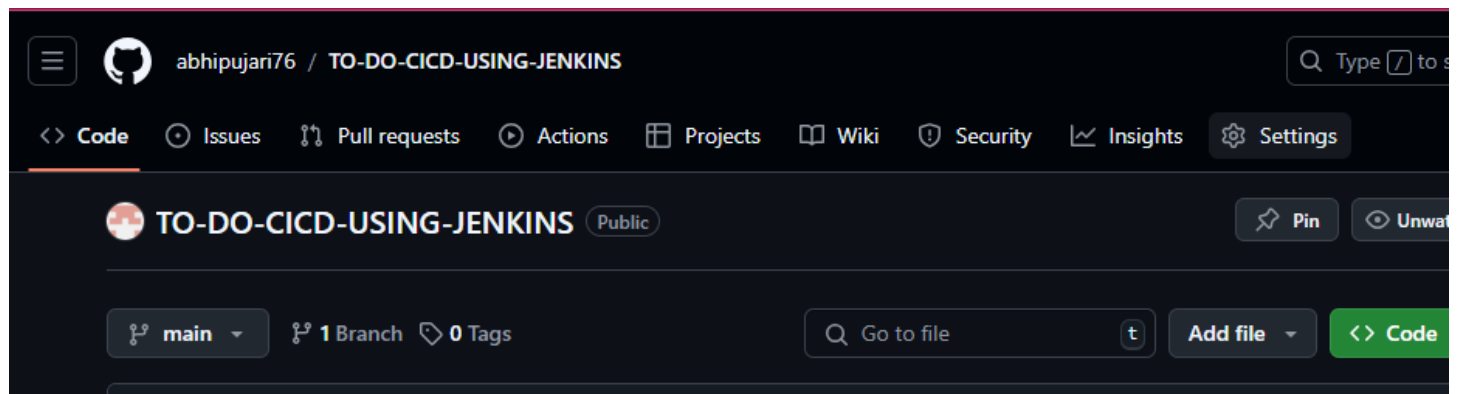 abhipujari76 / TO-DO-CICD-USING-JENKINS Type / to s
Code Issues Pull requests Actions Projects Wiki Security Insights Settings
TO-DO-CICD-USING-JENKINS Public Pin Unwat
main 1 Branch 0 Tags Go to file t Add file Code